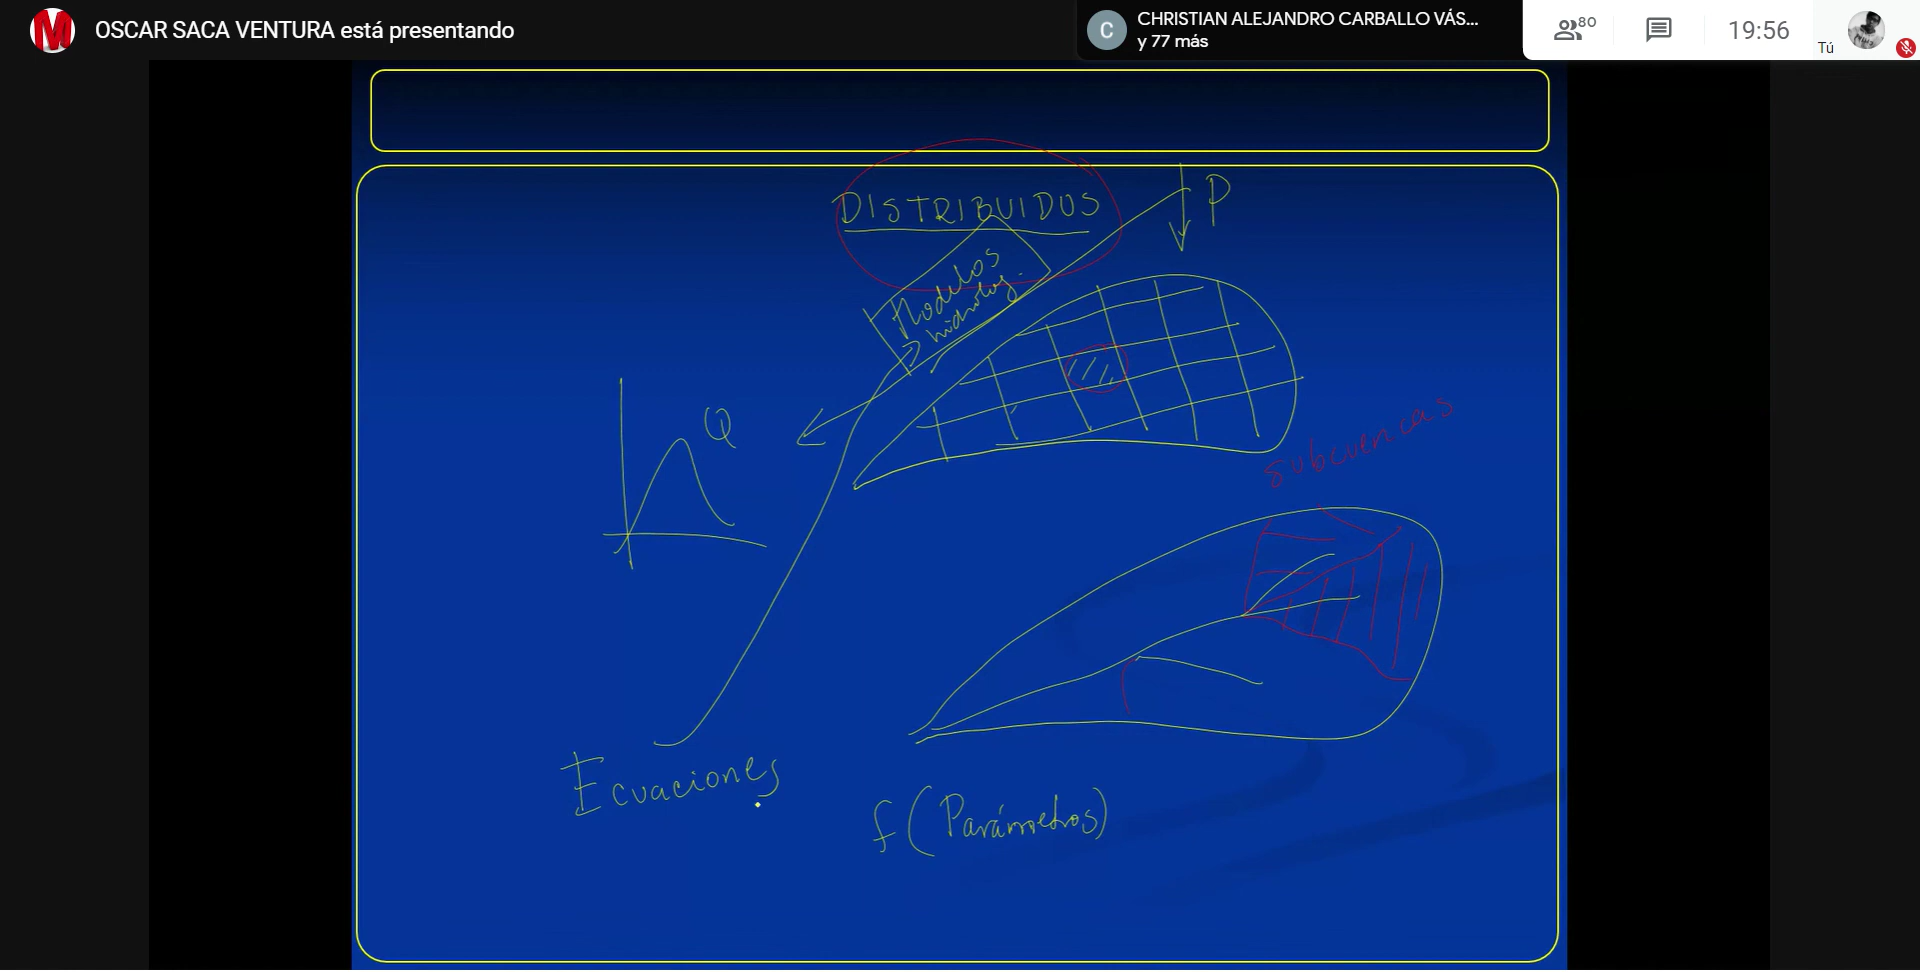 OSCAR SACA VENTURA está presentando
CHRISTIAN ALEJANDRO CARBALLO VÁS...
y 77 más
80
19:56
Tú
C
M
DISTRIBUIDOS
P
Modelos
hidrolog.
Q
subcuencas
Ecuaciones
f (Parámetros)